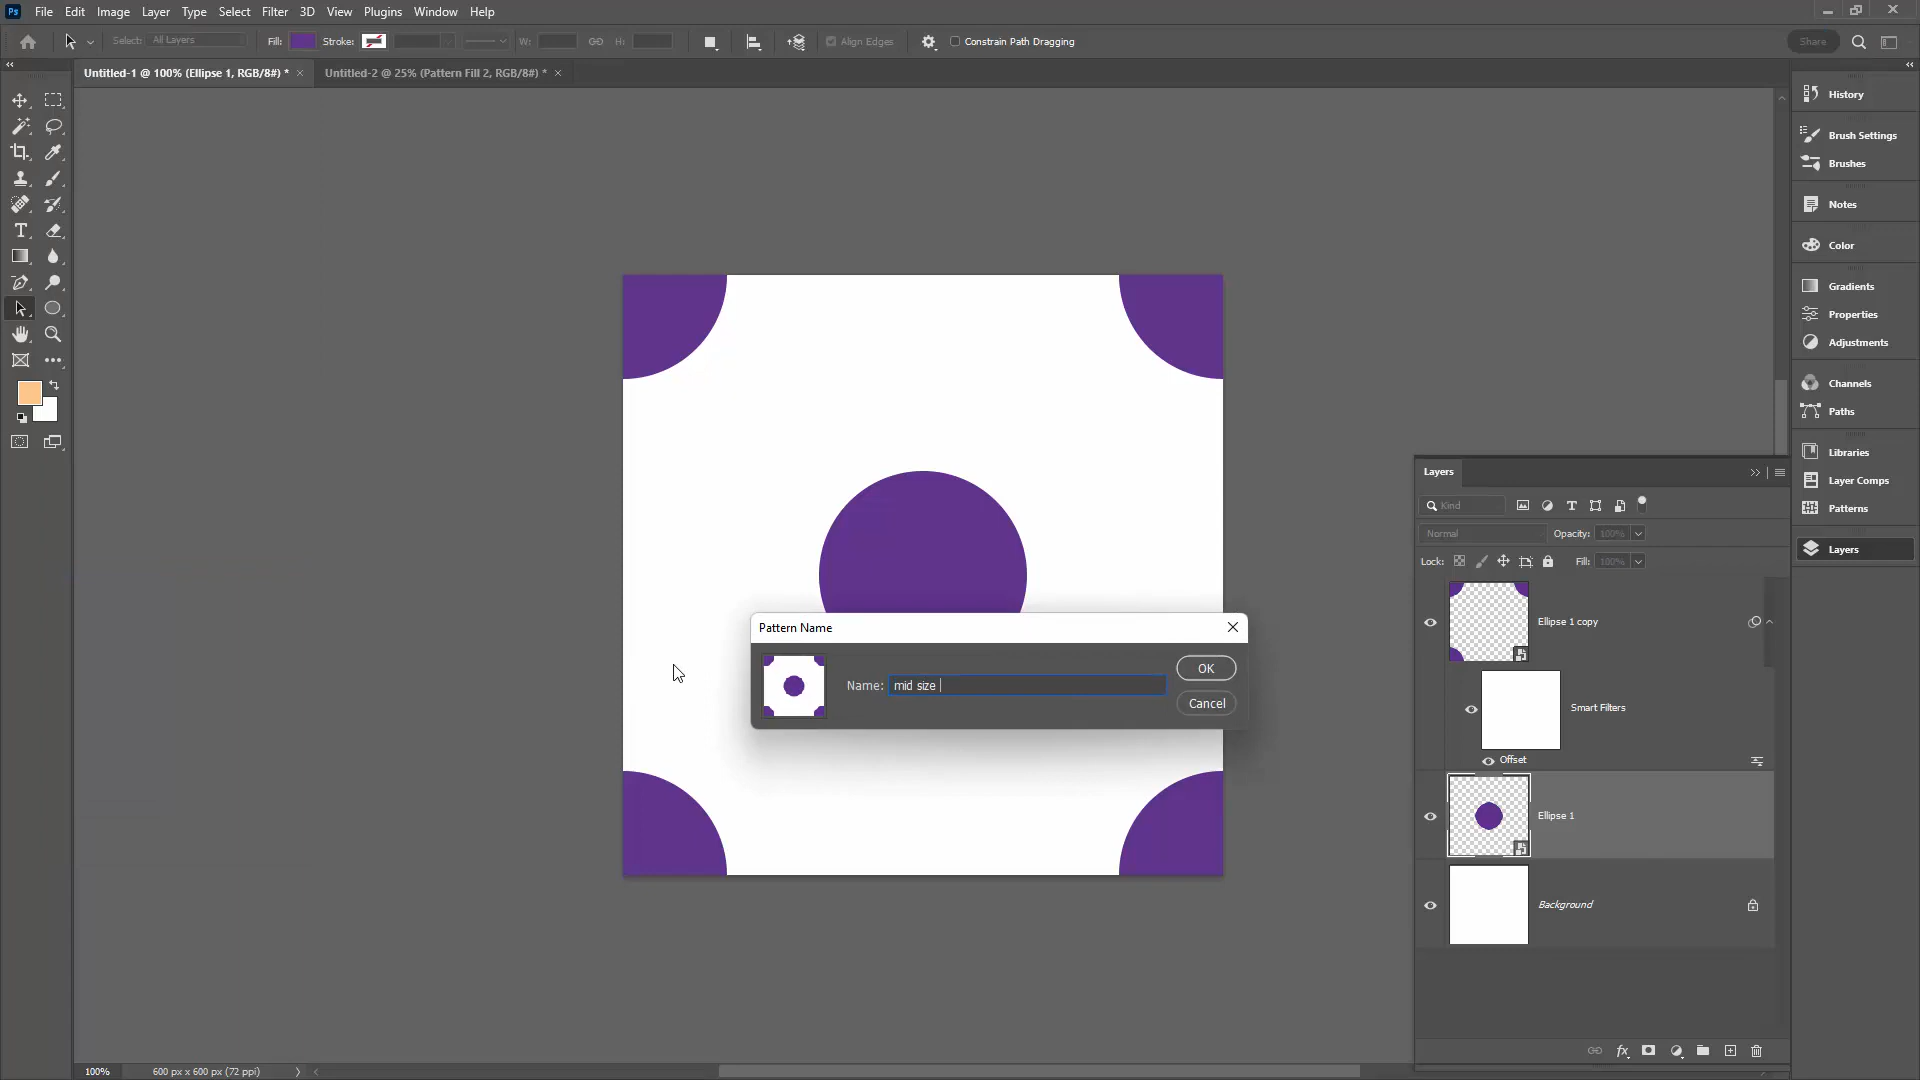 Ps File Edit Image Layer Type Select Filter 3D View Plugins Window Help
Select: All Layers Fill: Stroke: W: H: Align Edges Constrain Path Dragging Share
Untitled-1 @ 100% (Ellipse 1, RGB/8#) * × Untitled-2 @ 25% (Pattern Fill 2, RGB/8#) * ×
History
Brush Settings
Brushes
Notes
Color
Gradients
Properties
Adjustments
Channels
Paths
Libraries
Layer Comps
Patterns
Layers
Layers
Kind
Normal Opacity: 100%
Lock: Fill: 100%
Ellipse 1 copy
Smart Filters
Offset
Ellipse 1
Background
Pattern Name
Name: mid size
OK
Cancel
100% 600 px x 600 px (72 ppi)